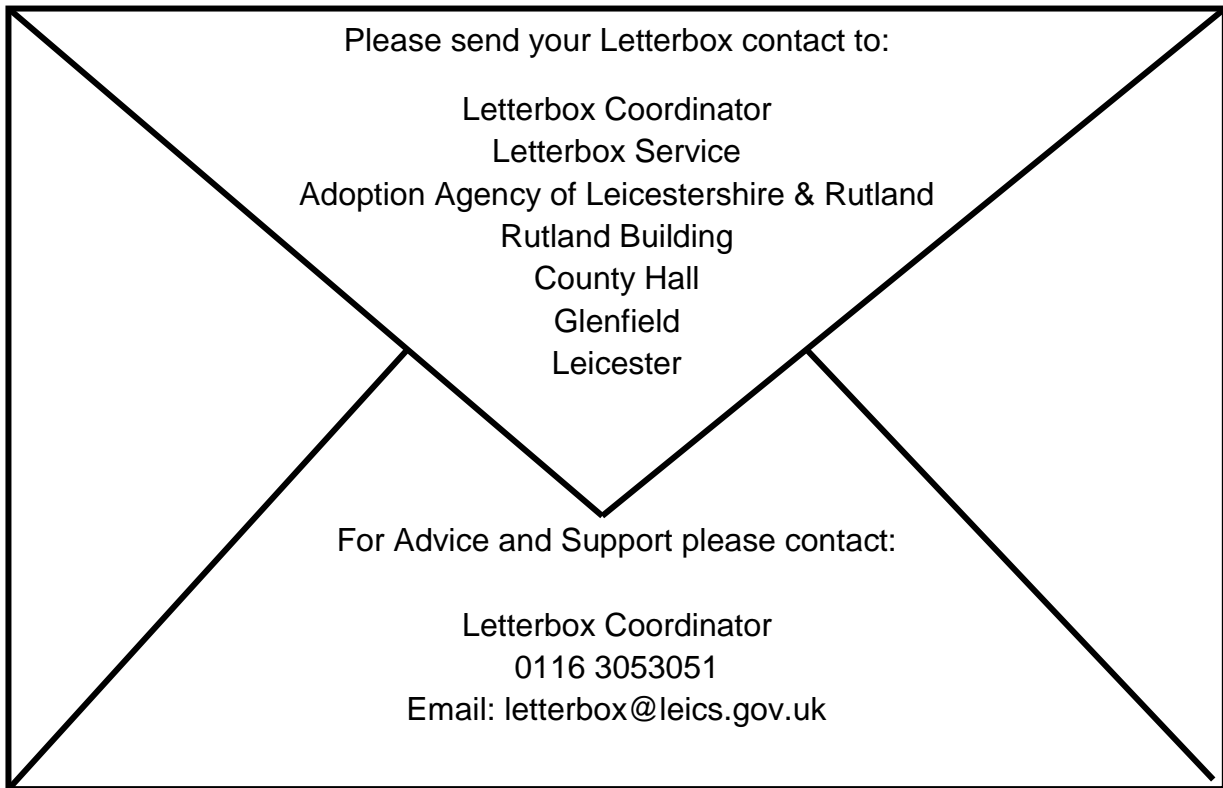 Please send your Letterbox contact to:
Letterbox Coordinator
Letterbox Service
Adoption Agency of Leicestershire & Rutland
Rutland Building
County Hall
Glenfield
Leicester
For Advice and Support please contact:
Letterbox Coordinator
0116 3053051
Email: letterbox@leics.gov.uk